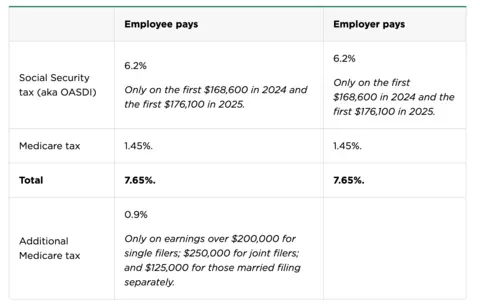 Employee pays
Employer pays
Social Security
tax (aka OASDI)
6.2%
Only on the first $168,600 in 2024 and
the first $176,100 in 2025.
6.2%
Only on the first
$168,600 in 2024 and the
first $176,100 in 2025.
Medicare tax
1.45%.
1.45%.
Total
7.65%.
7.65%.
Additional
Medicare tax
0.9%
Only on earnings over $200,000 for
single filers; $250,000 for joint filers;
and $125,000 for those married filing
separately.